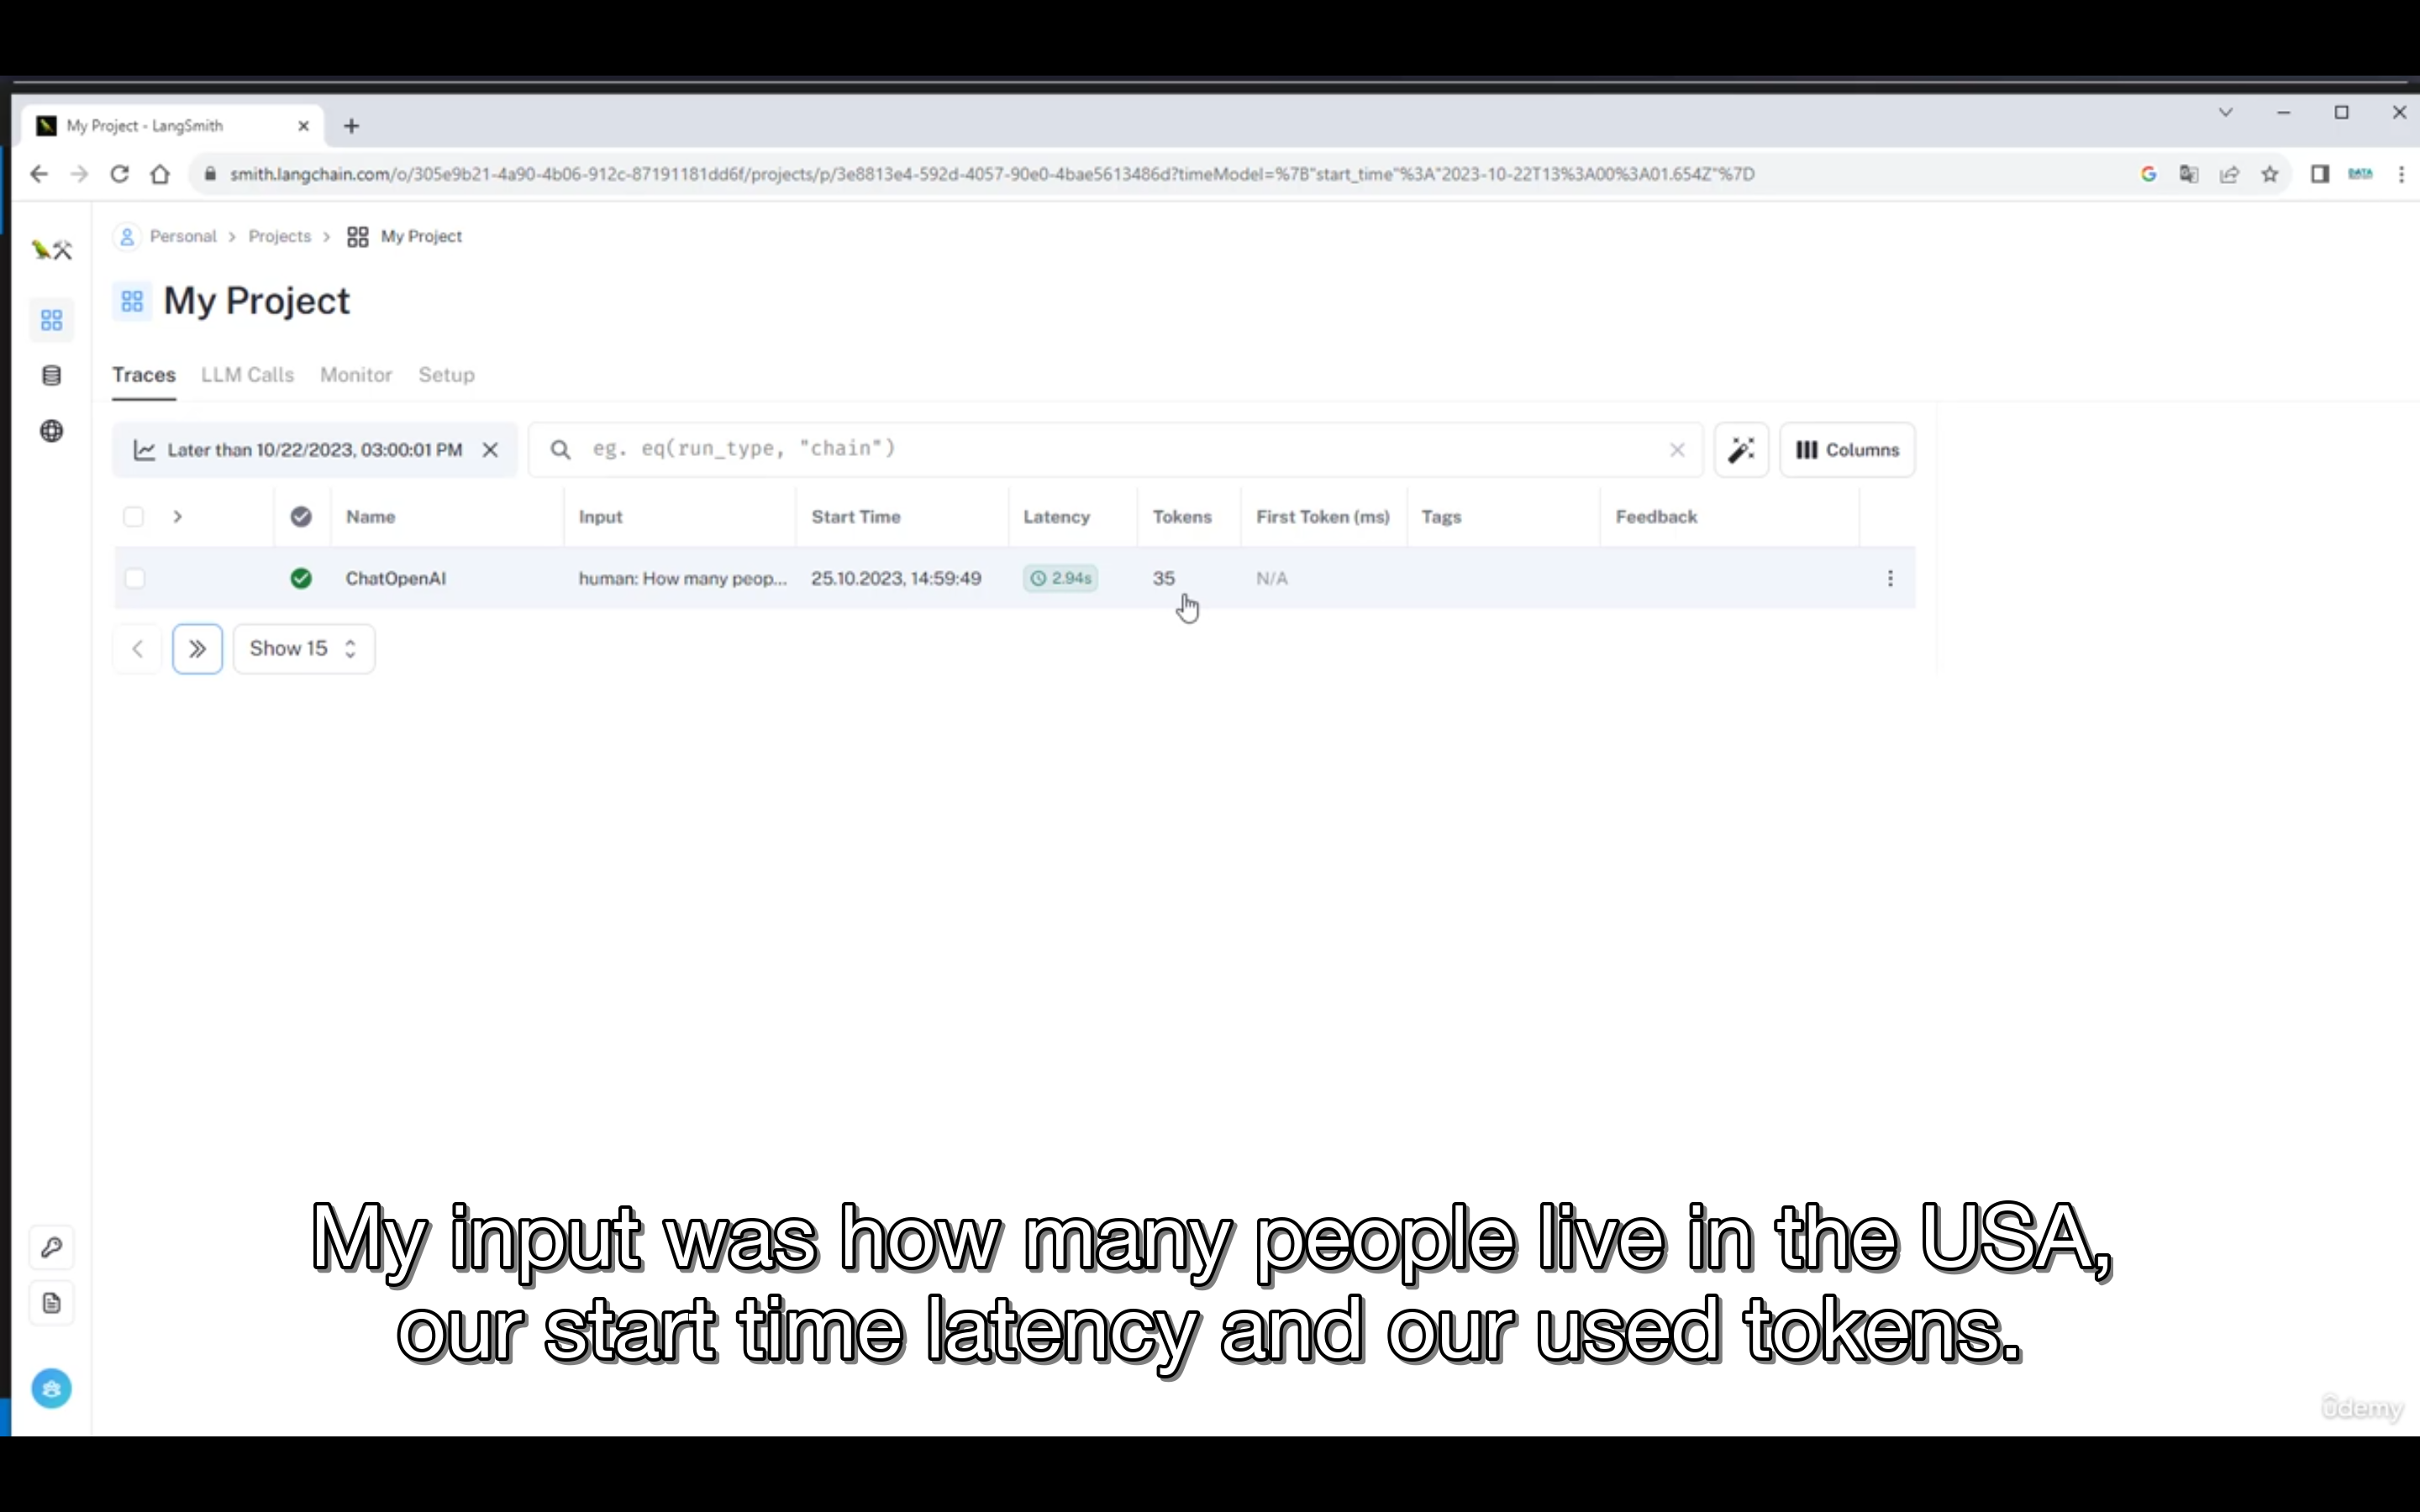 My Project - LangSmith
smith.langchain.com/o/305e9b21-4a90-4b06-912c-87191181dd6f/projects/p/3e8813e4-592d-4057-90e0-4bae5613486d?timeModel=%7B"start_time"%3A"2023-10-22T13%3A00%3A01.654Z"%7D
DATA
Personal > Projects > My Project
My Project
Traces LLM Calls Monitor Setup
Later than 10/22/2023, 03:00:01 PM
eg. eq(run_type, "chain")
Columns
Name Input Start Time Latency Tokens First Token (ms) Tags Feedback
ChatOpenAI human: How many peop... 25.10.2023, 14:59:49 2.94s 35 N/A
Show 15
My input was how many people live in the USA,
our start time latency and our used tokens.
ûdemy